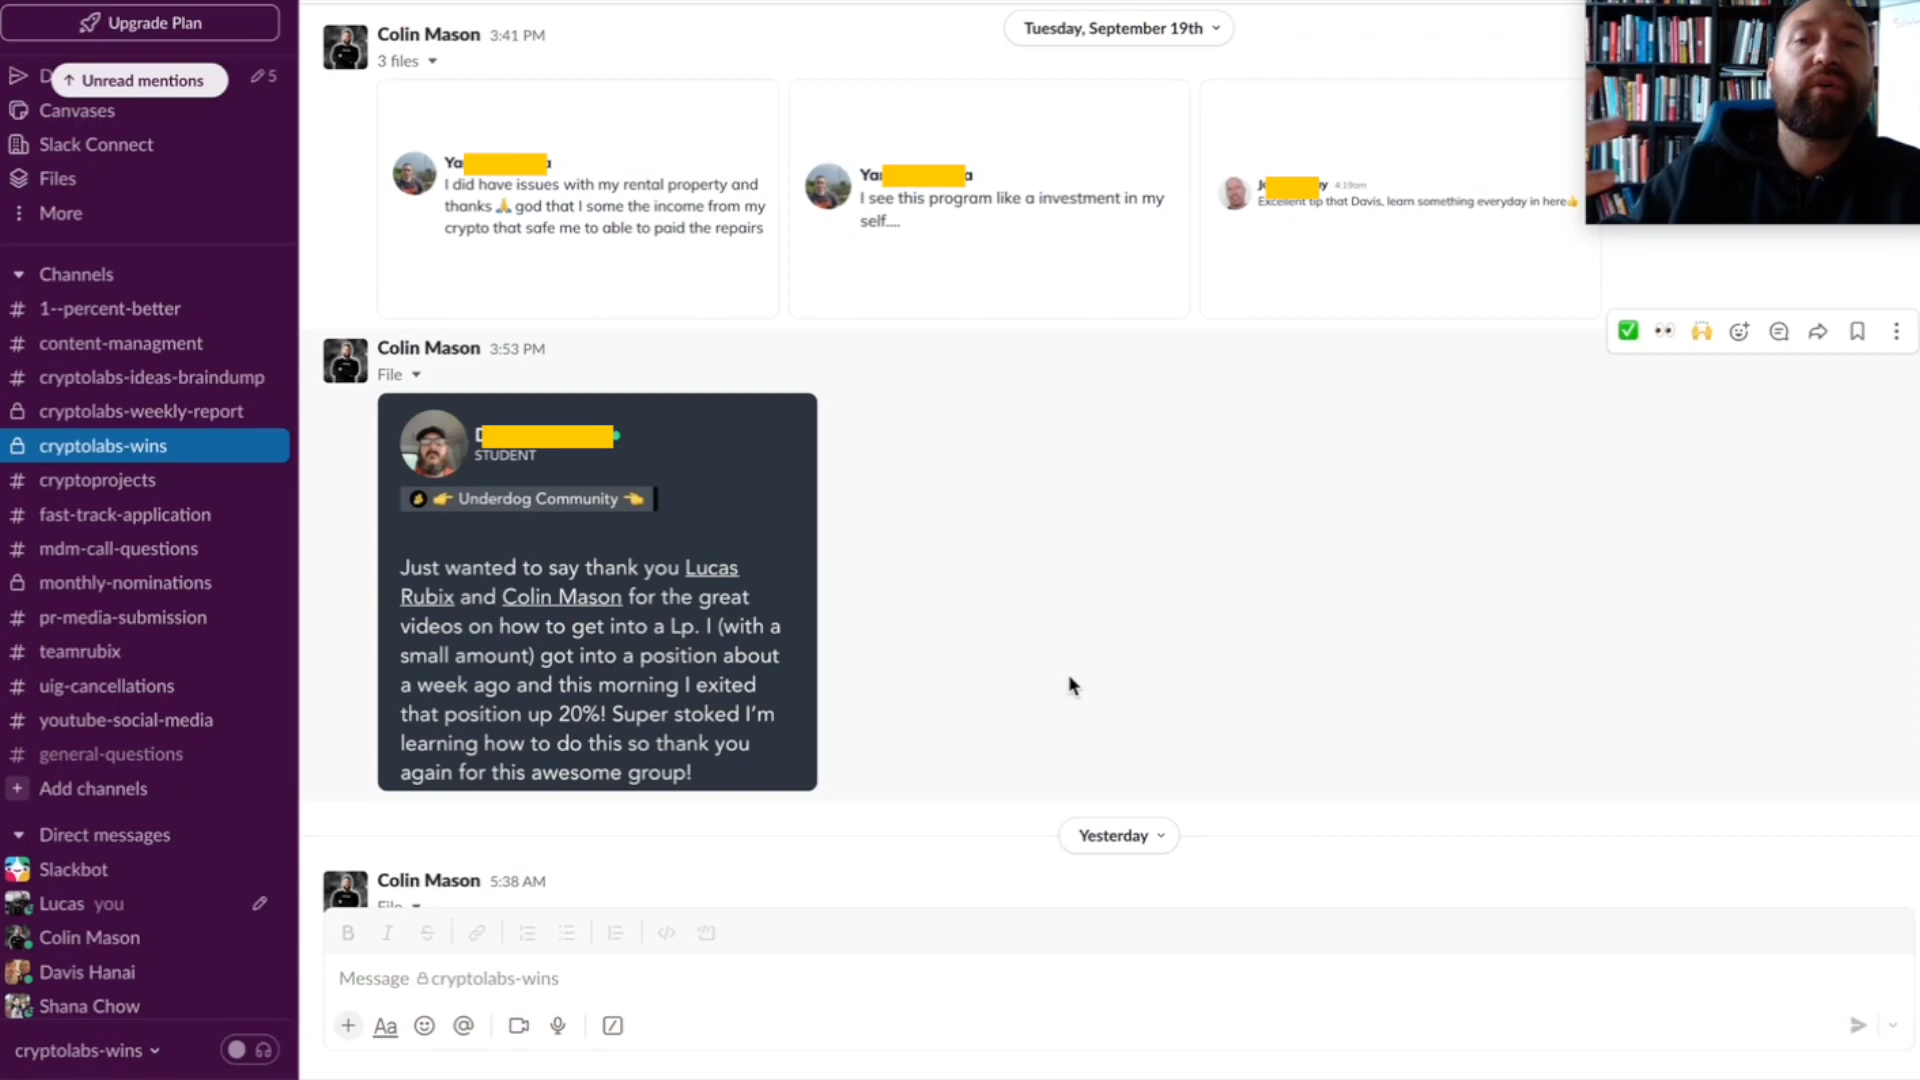 Upgrade Plan
Unread mentions
5
Canvases
Slack Connect
Files
More
Channels
1--percent-better
content-managment
cryptolabs-ideas-braindump
cryptolabs-weekly-report
cryptolabs-wins
cryptoprojects
fast-track-application
mdm-call-questions
monthly-nominations
pr-media-submission
teamrubix
uig-cancellations
youtube-social-media
general-questions
Add channels
Direct messages
Slackbot
Lucas you
Colin Mason
Davis Hanai
Shana Chow
cryptolabs-wins
Tuesday, September 19th
Colin Mason 3:41 PM
3 files
I did have issues with my rental property and
thanks 🙏 god that I some the income from my
crypto that safe me to able to paid the repairs
I see this program like a investment in my
self....
4:19am
Excellent tip that Davis, learn something everyday in here👍
Colin Mason 3:53 PM
File
STUDENT
👉 Underdog Community 👈
Just wanted to say thank you Lucas
Rubix and Colin Mason for the great
videos on how to get into a Lp. I (with a
small amount) got into a position about
a week ago and this morning I exited
that position up 20%! Super stoked I'm
learning how to do this so thank you
again for this awesome group!
Yesterday
Colin Mason 5:38 AM
File
Message cryptolabs-wins